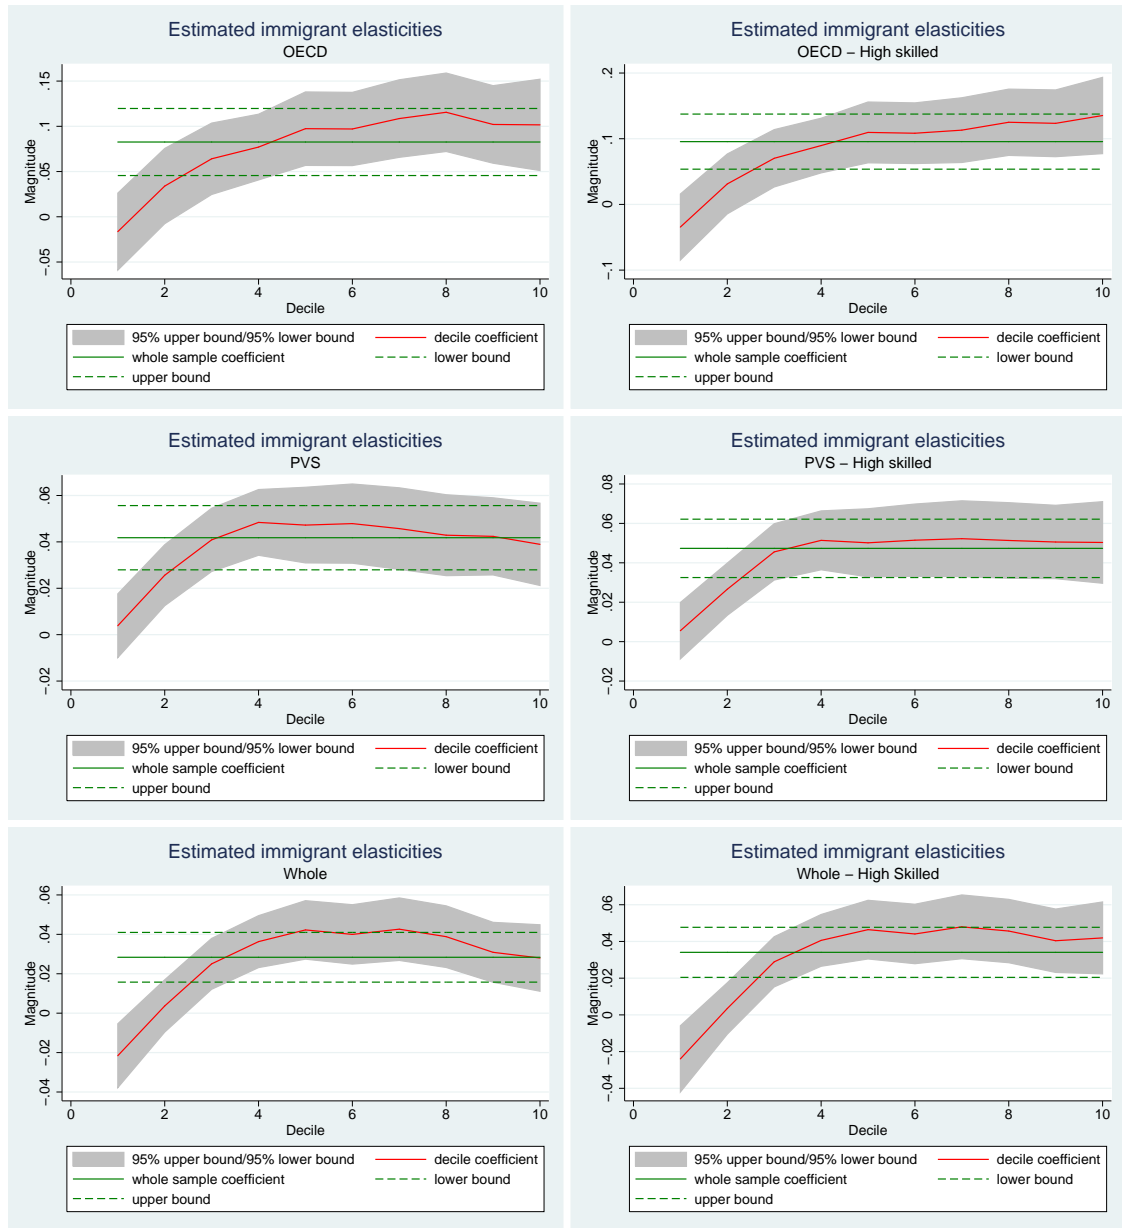 Estimated immigrant elasticities
OECD
Magnitude
.15
.1
.05
0
-.05
0 2 4 6 8 10
Decile
95% upper bound/95% lower bound decile coefficient
whole sample coefficient lower bound
upper bound
Estimated immigrant elasticities
OECD – High skilled
Magnitude
.2
.1
0
-.1
0 2 4 6 8 10
Decile
95% upper bound/95% lower bound decile coefficient
whole sample coefficient lower bound
upper bound
Estimated immigrant elasticities
PVS
Magnitude
.06
.04
.02
0
-.02
0 2 4 6 8 10
Decile
95% upper bound/95% lower bound decile coefficient
whole sample coefficient lower bound
upper bound
Estimated immigrant elasticities
PVS – High skilled
Magnitude
.08
.06
.04
.02
0
-.02
0 2 4 6 8 10
Decile
95% upper bound/95% lower bound decile coefficient
whole sample coefficient lower bound
upper bound
Estimated immigrant elasticities
Whole
Magnitude
.06
.04
.02
0
-.02
-.04
0 2 4 6 8 10
Decile
95% upper bound/95% lower bound decile coefficient
whole sample coefficient lower bound
upper bound
Estimated immigrant elasticities
Whole – High Skilled
Magnitude
.06
.04
.02
0
-.02
-.04
0 2 4 6 8 10
Decile
95% upper bound/95% lower bound decile coefficient
whole sample coefficient lower bound
upper bound